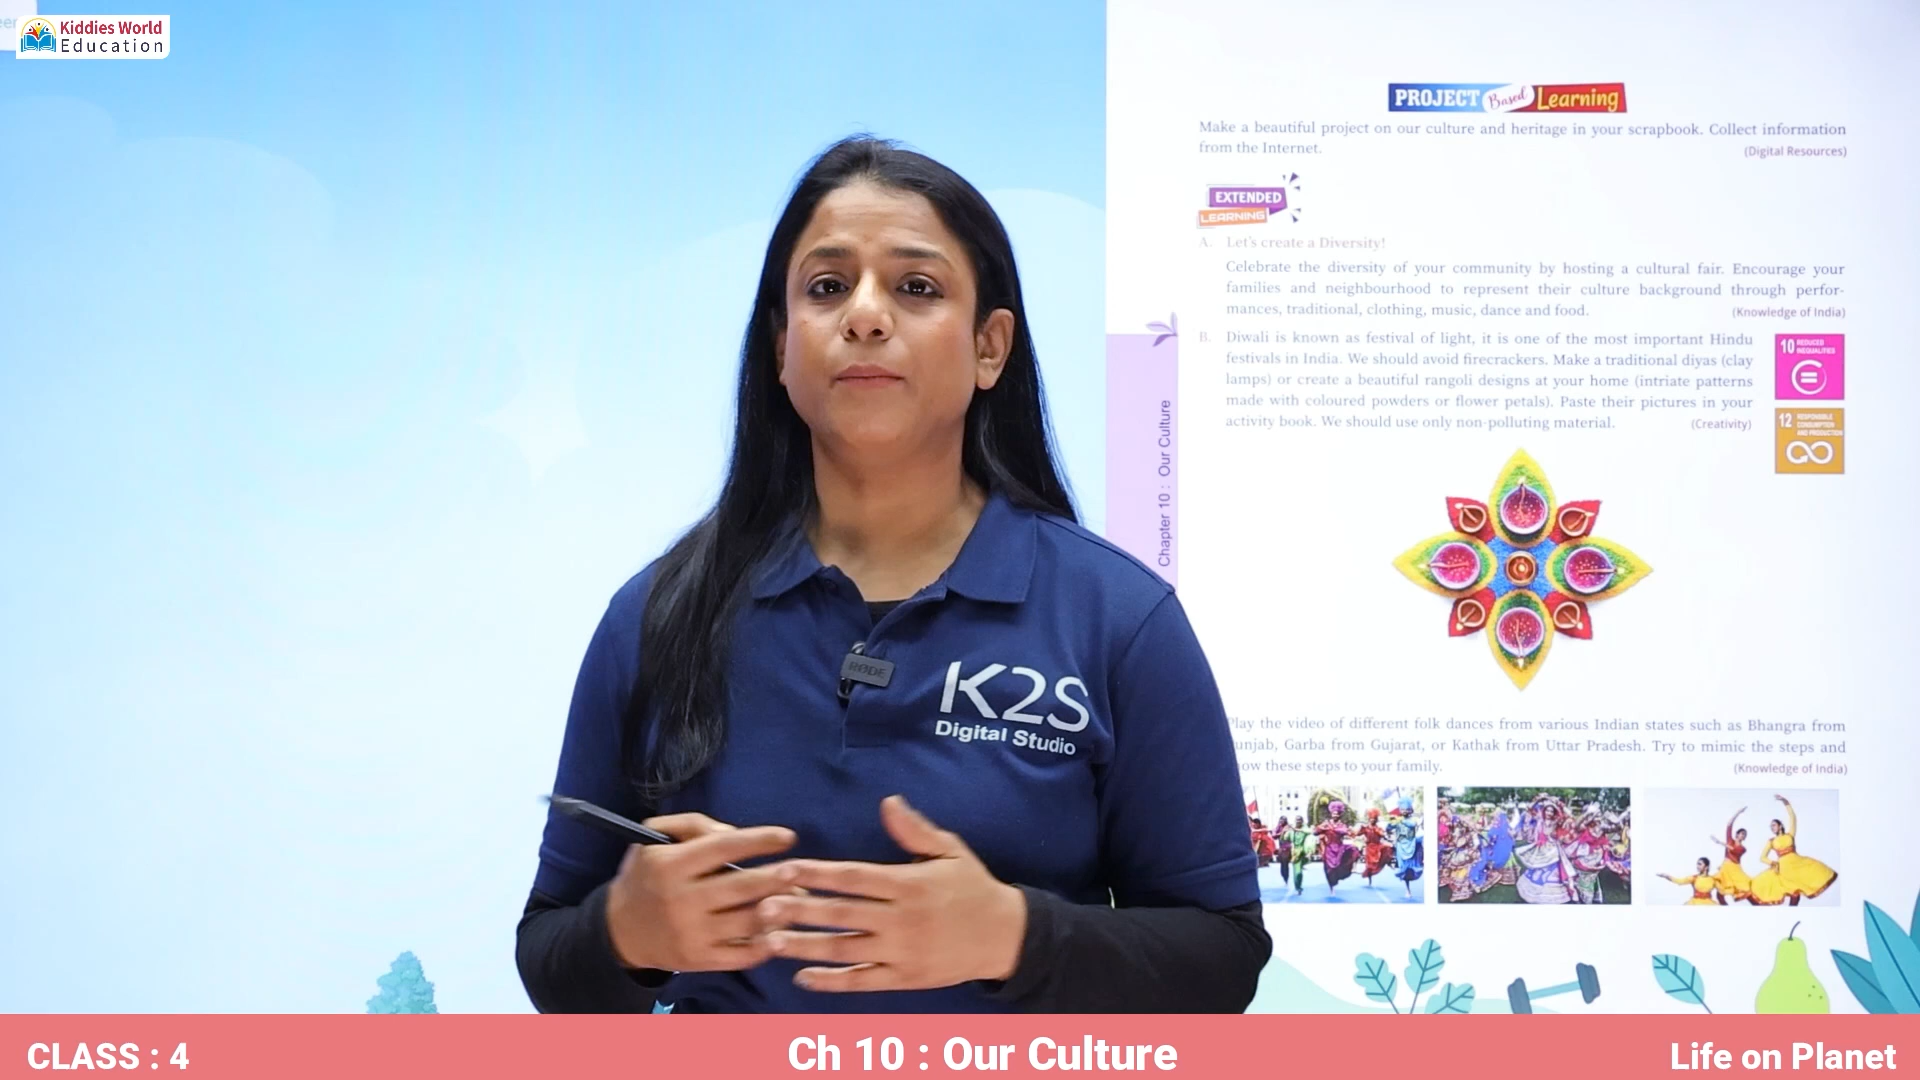 Kiddies World
Education
PROJECT Based Learning
Make a beautiful project on our culture and heritage in your scrapbook. Collect information
from the Internet.
(Digital Resources)
EXTENDED
LEARNING
A. Let's create a Diversity!
Celebrate the diversity of your community by hosting a cultural fair. Encourage your
families and neighbourhood to represent their culture background through perfor-
mances, traditional, clothing, music, dance and food.
(Knowledge of India)
B. Diwali is known as festival of light, it is one of the most important Hindu
festivals in India. We should avoid firecrackers. Make a traditional diyas (clay
lamps) or create a beautiful rangoli designs at your home (intriate patterns
made with coloured powders or flower petals). Paste their pictures in your
activity book. We should use only non-polluting material.
(Creativity)
10 REDUCED
INEQUALITIES
12 RESPONSIBLE
CONSUMPTION
AND PRODUCTION
Chapter 10 : Our Culture
Play the video of different folk dances from various Indian states such as Bhangra from
unjab, Garba from Gujarat, or Kathak from Uttar Pradesh. Try to mimic the steps and
ow these steps to your family.
(Knowledge of India)
RØDE
K2S
Digital Studio
CLASS : 4
Ch 10 : Our Culture
Life on Planet